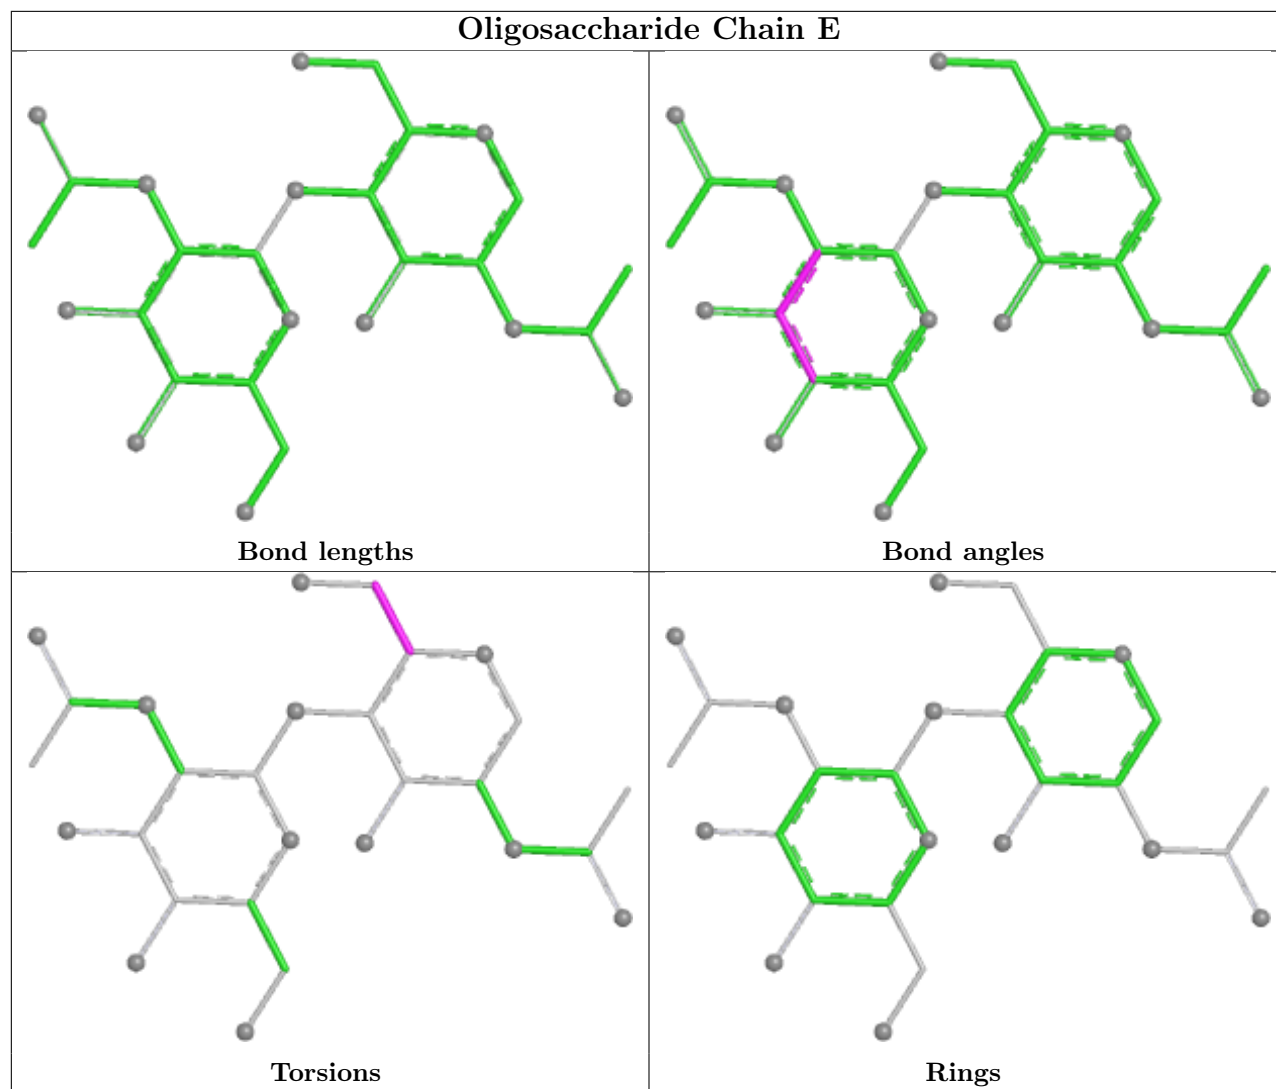 Oligosaccharide Chain E
Bond lengths
Bond angles
Torsions
Rings